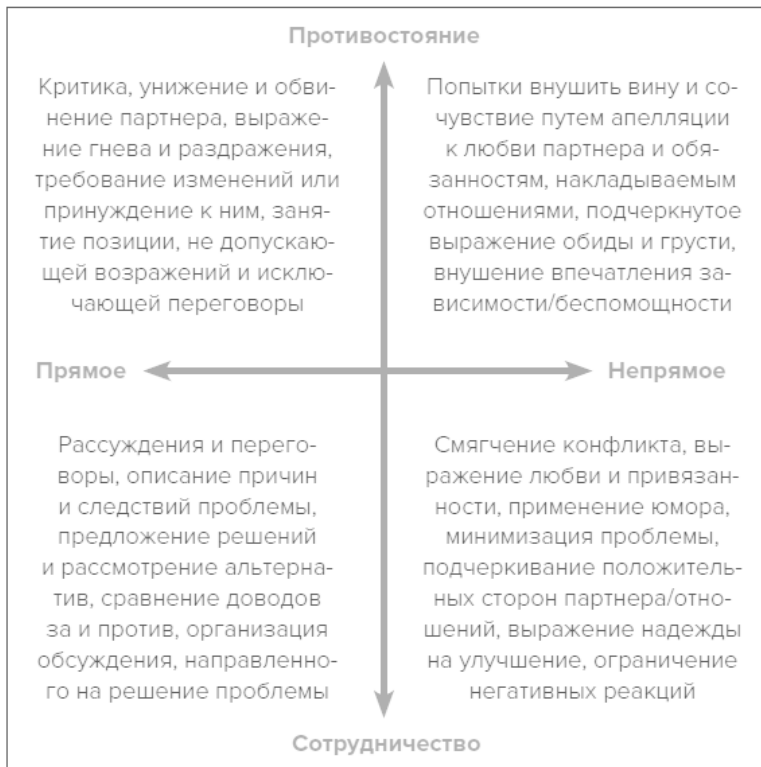 Противостояние
Критика, унижение и обви-
нение партнера, выраже-
ние гнева и раздражения,
требование изменений или
принуждение к ним, заня-
тие позиции, не допускаю-
щей возражений и исклю-
чающей переговоры
Попытки внушить вину и со-
чувствие путем апелляции
к любви партнера и обя-
занностям, накладываемым
отношениями, подчеркнутое
выражение обиды и грусти,
внушение впечатления за-
висимости/беспомощности
Прямое
Непрямое
Рассуждения и перего-
воры, описание причин
и следствий проблемы,
предложение решений
и рассмотрение альтерна-
тив, сравнение доводов
за и против, организация
обсуждения, направленно-
го на решение проблемы
Смягчение конфликта, вы-
ражение любви и привязан-
ности, применение юмора,
минимизация проблемы,
подчеркивание положитель-
ных сторон партнера/отно-
шений, выражение надежды
на улучшение, ограничение
негативных реакций
Сотрудничество